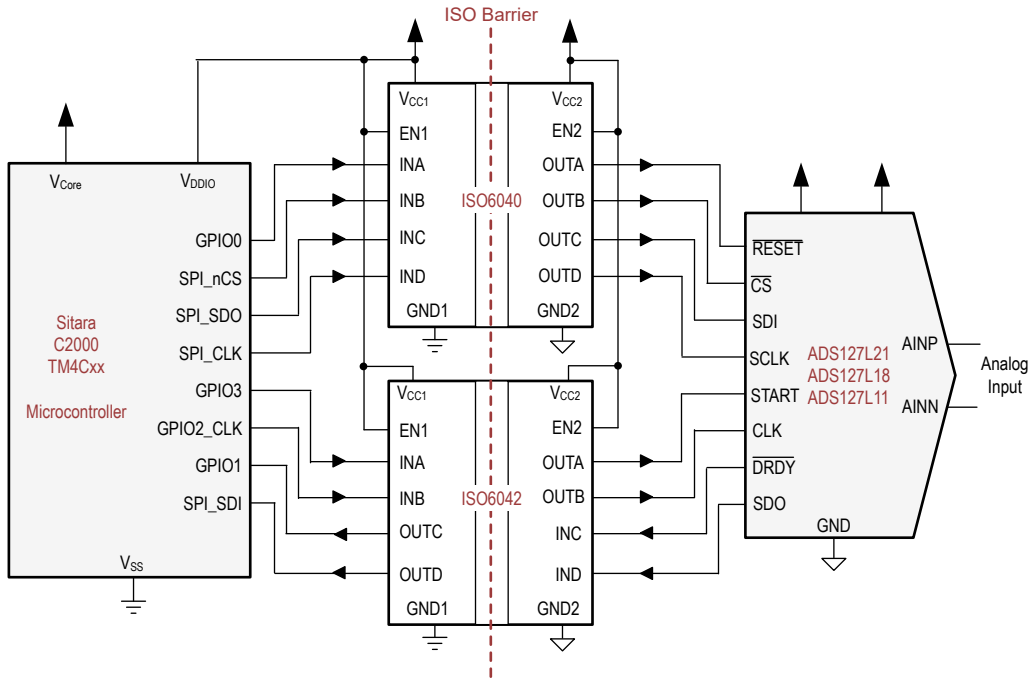 ISO Barrier
VCore
VDDIO
GPIO0
SPI_nCS
SPI_SDO
SPI_CLK
GPIO3
GPIO2_CLK
GPIO1
SPI_SDI
VSS
Sitara
C2000
TM4Cxx
Microcontroller
VCC1
EN1
INA
INB
INC
IND
GND1
ISO6040
VCC2
EN2
OUTA
OUTB
OUTC
OUTD
GND2
VCC1
EN1
INA
INB
OUTC
OUTD
GND1
ISO6042
VCC2
EN2
OUTA
OUTB
INC
IND
GND2
RESET
CS
SDI
SCLK
START
CLK
DRDY
SDO
GND
ADS127L21
ADS127L18
ADS127L11
AINP
AINN
Analog
Input